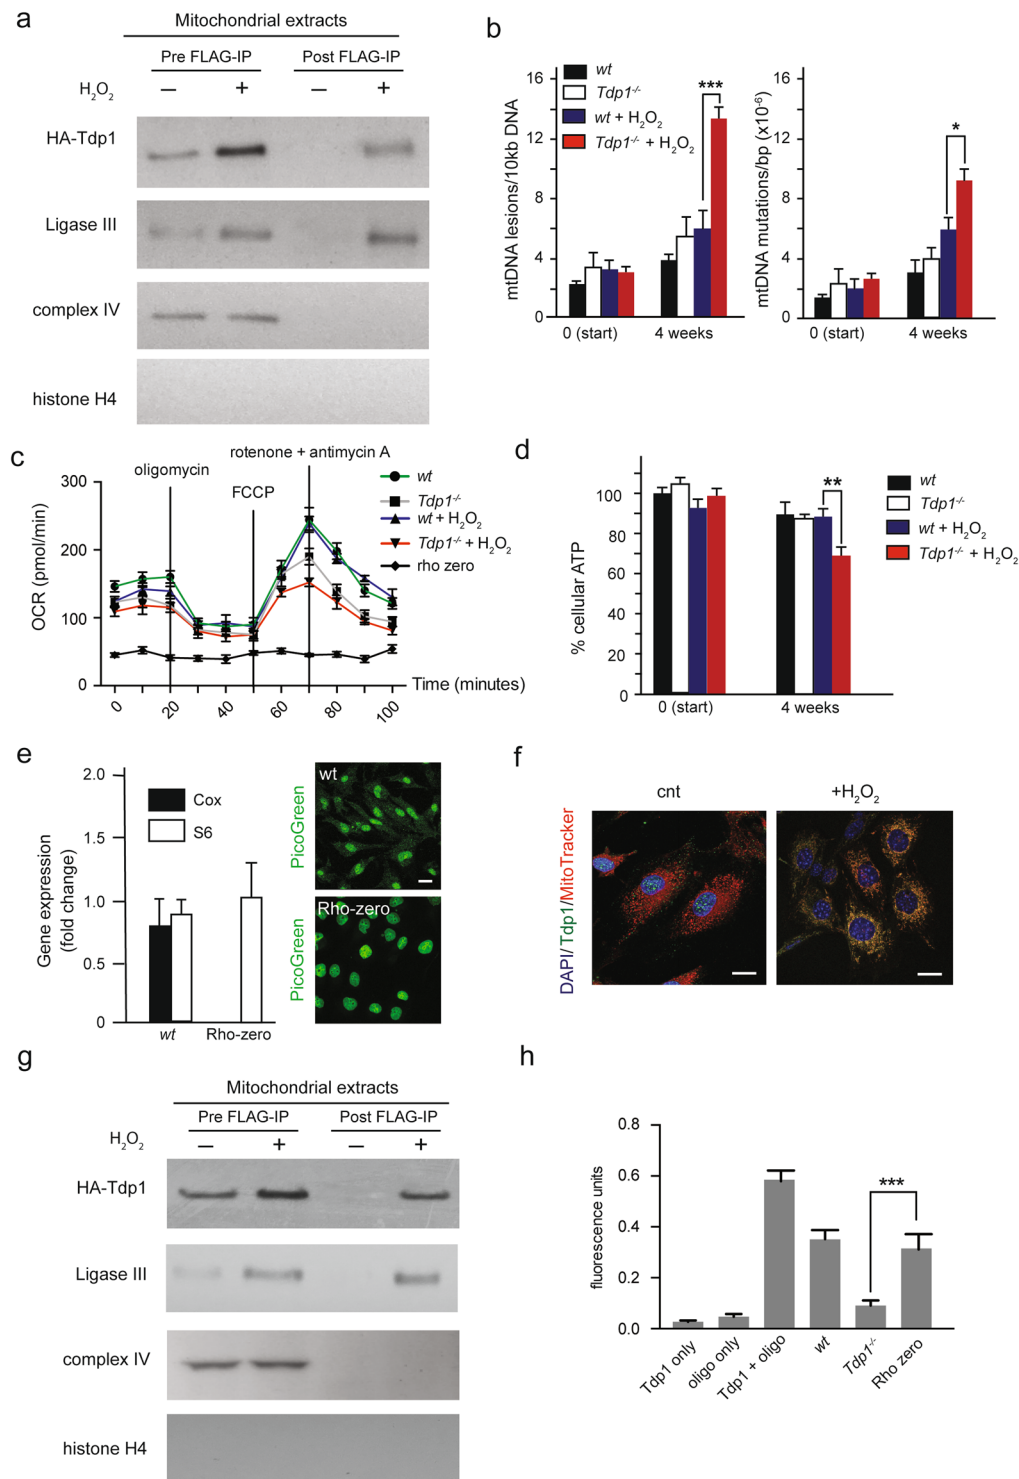 a
Mitochondrial extracts
Pre FLAG-IP Post FLAG-IP
H₂O₂ – + – +
HA-Tdp1
Ligase III
complex IV
histone H4
b
wt
Tdp1⁻/⁻
wt + H₂O₂
Tdp1⁻/⁻ + H₂O₂
mtDNA lesions/10kb DNA
16
12
8
4
0
***
0 (start) 4 weeks
mtDNA mutations/bp (x10⁻⁶)
16
12
8
4
0
*
0 (start) 4 weeks
c
oligomycin
rotenone + antimycin A
FCCP
OCR (pmol/min)
300
200
100
0
0 20 40 60 80 100
Time (minutes)
wt
Tdp1⁻/⁻
wt + H₂O₂
Tdp1⁻/⁻ + H₂O₂
rho zero
d
% cellular ATP
100
80
60
40
20
0
**
0 (start) 4 weeks
wt
Tdp1⁻/⁻
wt + H₂O₂
Tdp1⁻/⁻ + H₂O₂
e
Gene expression
(fold change)
2.0
1.5
1.0
0.5
0
Cox
S6
wt Rho-zero
PicoGreen
wt
PicoGreen
Rho-zero
f
cnt +H₂O₂
DAPI/Tdp1/MitoTracker
g
Mitochondrial extracts
Pre FLAG-IP Post FLAG-IP
H₂O₂ – + – +
HA-Tdp1
Ligase III
complex IV
histone H4
h
fluorescence units
0.8
0.6
0.4
0.2
0.0
***
Tdp1 only
oligo only
Tdp1 + oligo
wt
Tdp1⁻/⁻
Rho zero